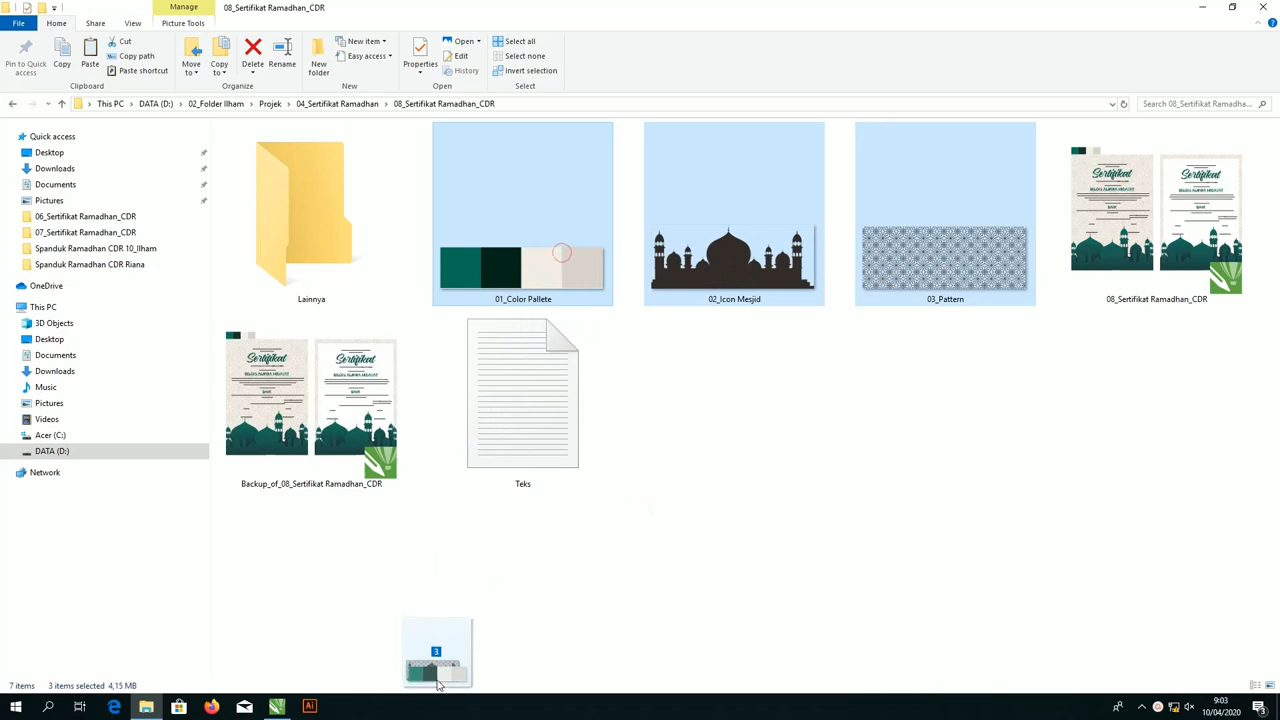 Manage
08_Sertifikat Ramadhan_CDR
File
Home
Share
View
Picture Tools
Pin to Quick access
Copy
Paste
Cut
Copy path
Paste shortcut
Clipboard
Move to
Copy to
Delete
Rename
Organize
New folder
New item
Easy access
New
Properties
Open
Edit
History
Open
Select all
Select none
Invert selection
Select
This PC
DATA (D:)
02_Folder Ilham
Projek
04_Sertifikat Ramadhan
08_Sertifikat Ramadhan_CDR
Search 08_Sertifikat Ramadha...
Quick access
Desktop
Downloads
Documents
Pictures
06_Sertifikat Ramadhan_CDR
07_Sertifikat Ramadhan_CDR
Spanduk Ramadhan CDR 10_Ilham
Spanduk Ramadhan CDR Riana
OneDrive
This PC
3D Objects
Desktop
Documents
Downloads
Music
Pictures
Videos
Acer (C:)
DATA (D:)
Network
Lainnya
01_Color Pallete
02_Icon Mesjid
03_Pattern
Sertifikat
Sertifikat
08_Sertifikat Ramadhan_CDR
Sertifikat
Sertifikat
Backup_of_08_Sertifikat Ramadhan_CDR
Teks
3
7 items
3 items selected 4,15 MB
Ai
9:03
10/04/2020
3